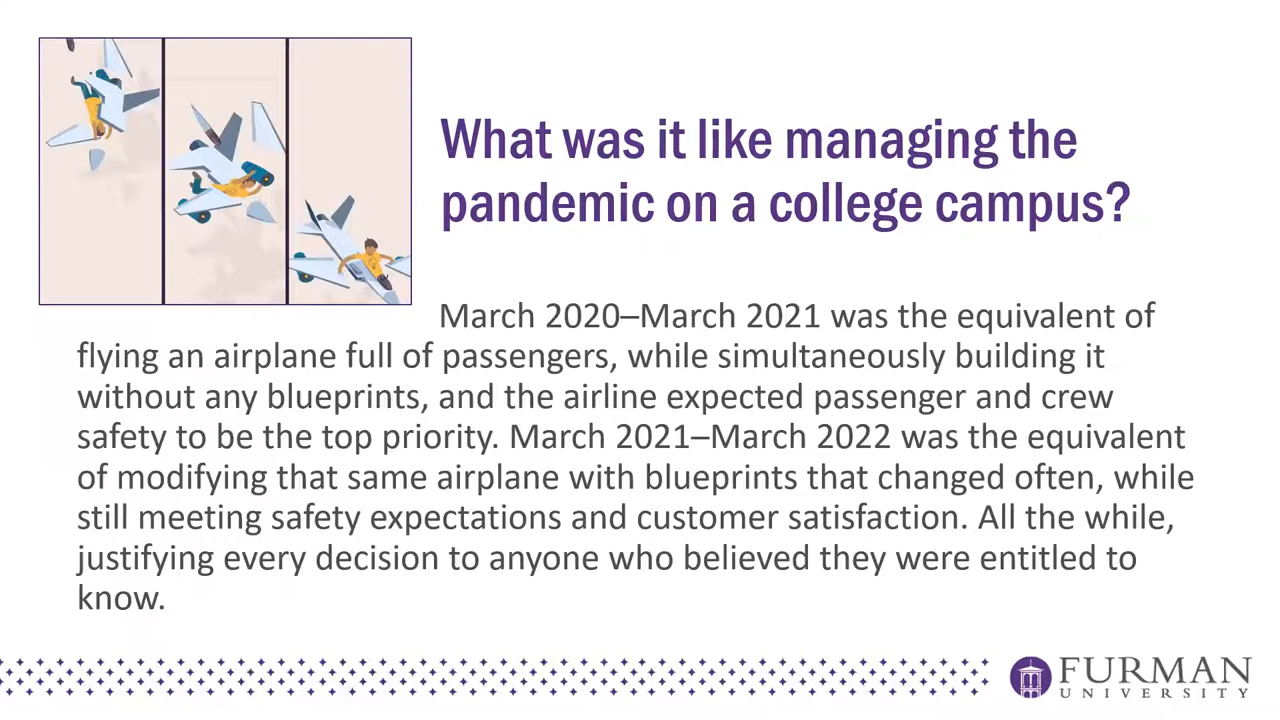 What was it like managing the
pandemic on a college campus?
March 2020–March 2021 was the equivalent of
flying an airplane full of passengers, while simultaneously building it
without any blueprints, and the airline expected passenger and crew
safety to be the top priority. March 2021–March 2022 was the equivalent
of modifying that same airplane with blueprints that changed often, while
still meeting safety expectations and customer satisfaction. All the while,
justifying every decision to anyone who believed they were entitled to
know.
FURMAN
UNIVERSITY